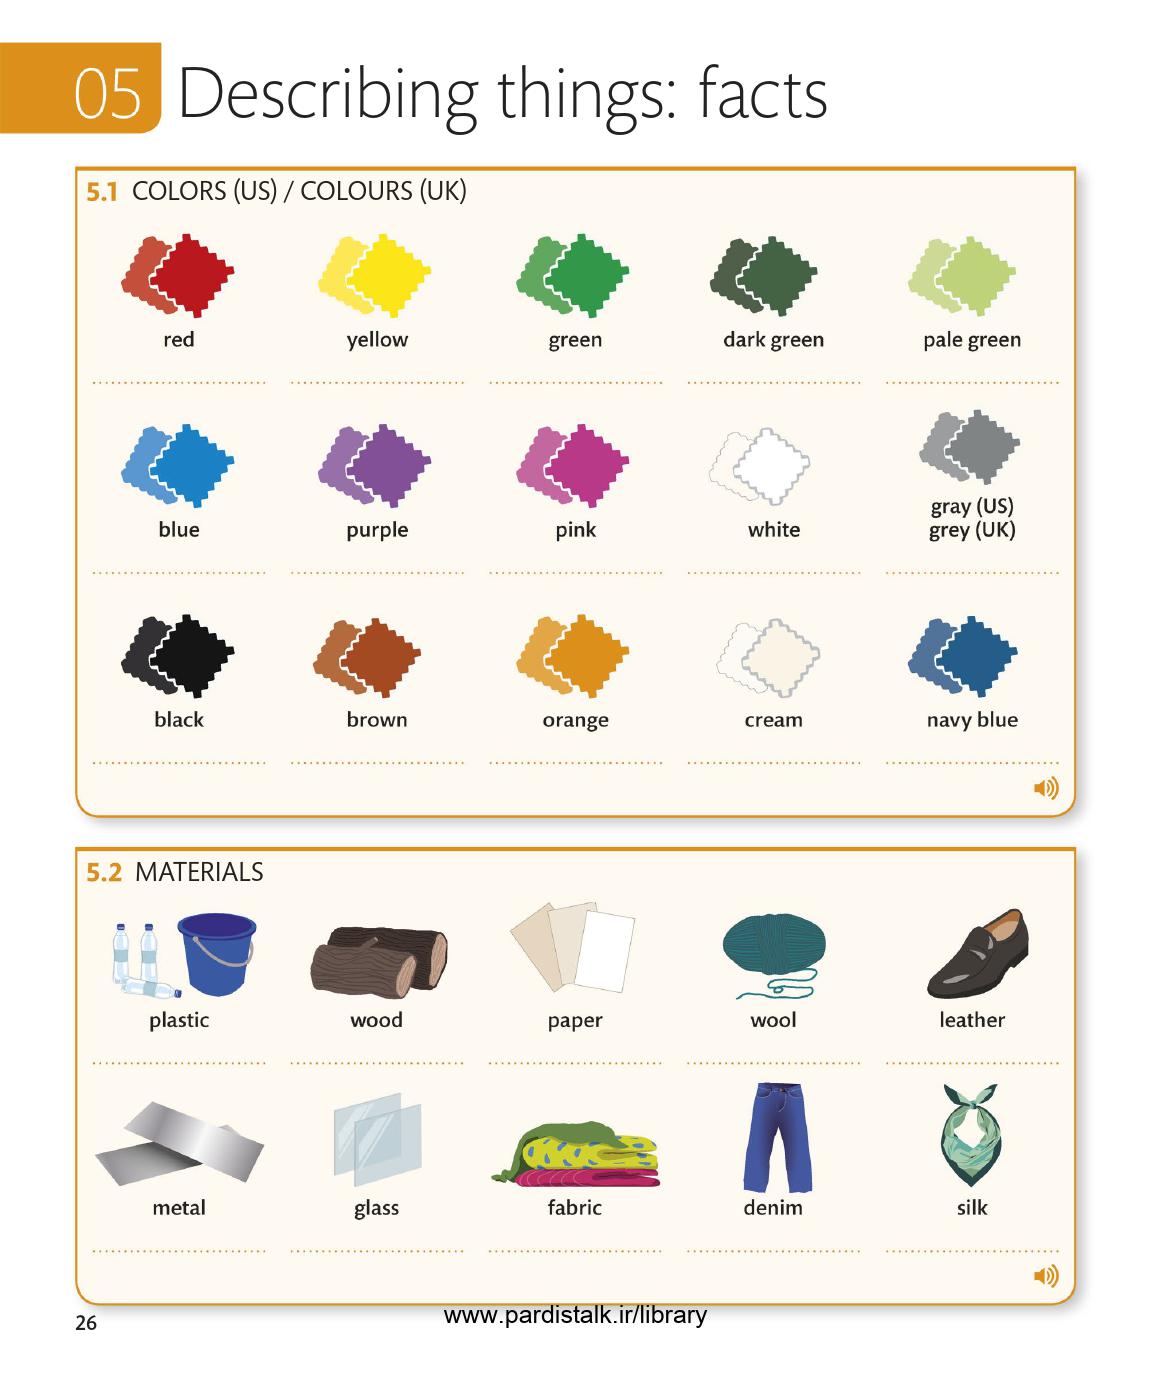 05 Describing things: facts
5.1 COLORS (US) / COLOURS (UK)
red yellow green dark green pale green
blue purple pink white gray (US)
grey (UK)
black brown orange cream navy blue
5.2 MATERIALS
plastic wood paper wool leather
metal glass fabric denim silk
26
www.pardistalk.ir/library